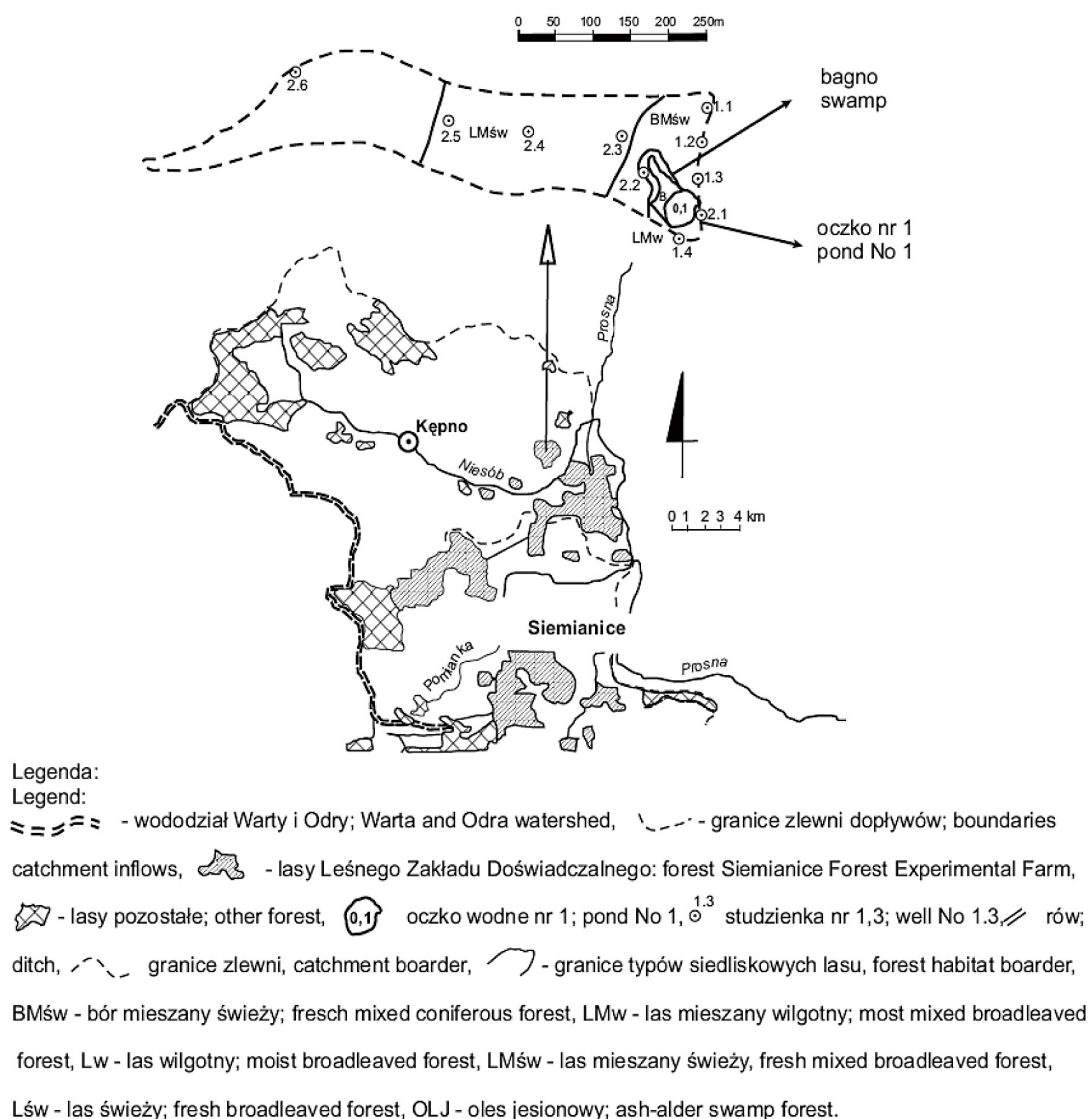 0 50 100 150 200 250m
bagno
swamp
2.6
1.1
BMśw
2.5
LMśw
2.4
2.3
1.2
2.2
1.3
B
0,1
2.1
oczko nr 1
pond No 1
LMw
1.4
Prosna
Kępno
Niesób
0 1 2 3 4 km
Siemianice
Pomianka
Prosna
Legenda:
Legend:
- wododział Warty i Odry; Warta and Odra watershed, - granice zlewni dopływów; boundaries
catchment inflows, - lasy Leśnego Zakładu Doświadczalnego: forest Siemianice Forest Experimental Farm,
- lasy pozostałe; other forest, 0,1 oczko wodne nr 1; pond No 1, 1.3 studzienka nr 1,3; well No 1.3, rów;
ditch, granice zlewni, catchment boarder, - granice typów siedliskowych lasu, forest habitat boarder,
BMśw - bór mieszany świeży; fresch mixed coniferous forest, LMw - las mieszany wilgotny; most mixed broadleaved
forest, Lw - las wilgotny; moist broadleaved forest, LMśw - las mieszany świeży, fresh mixed broadleaved forest,
Lśw - las świeży; fresh broadleaved forest, OLJ - oles jesionowy; ash-alder swamp forest.